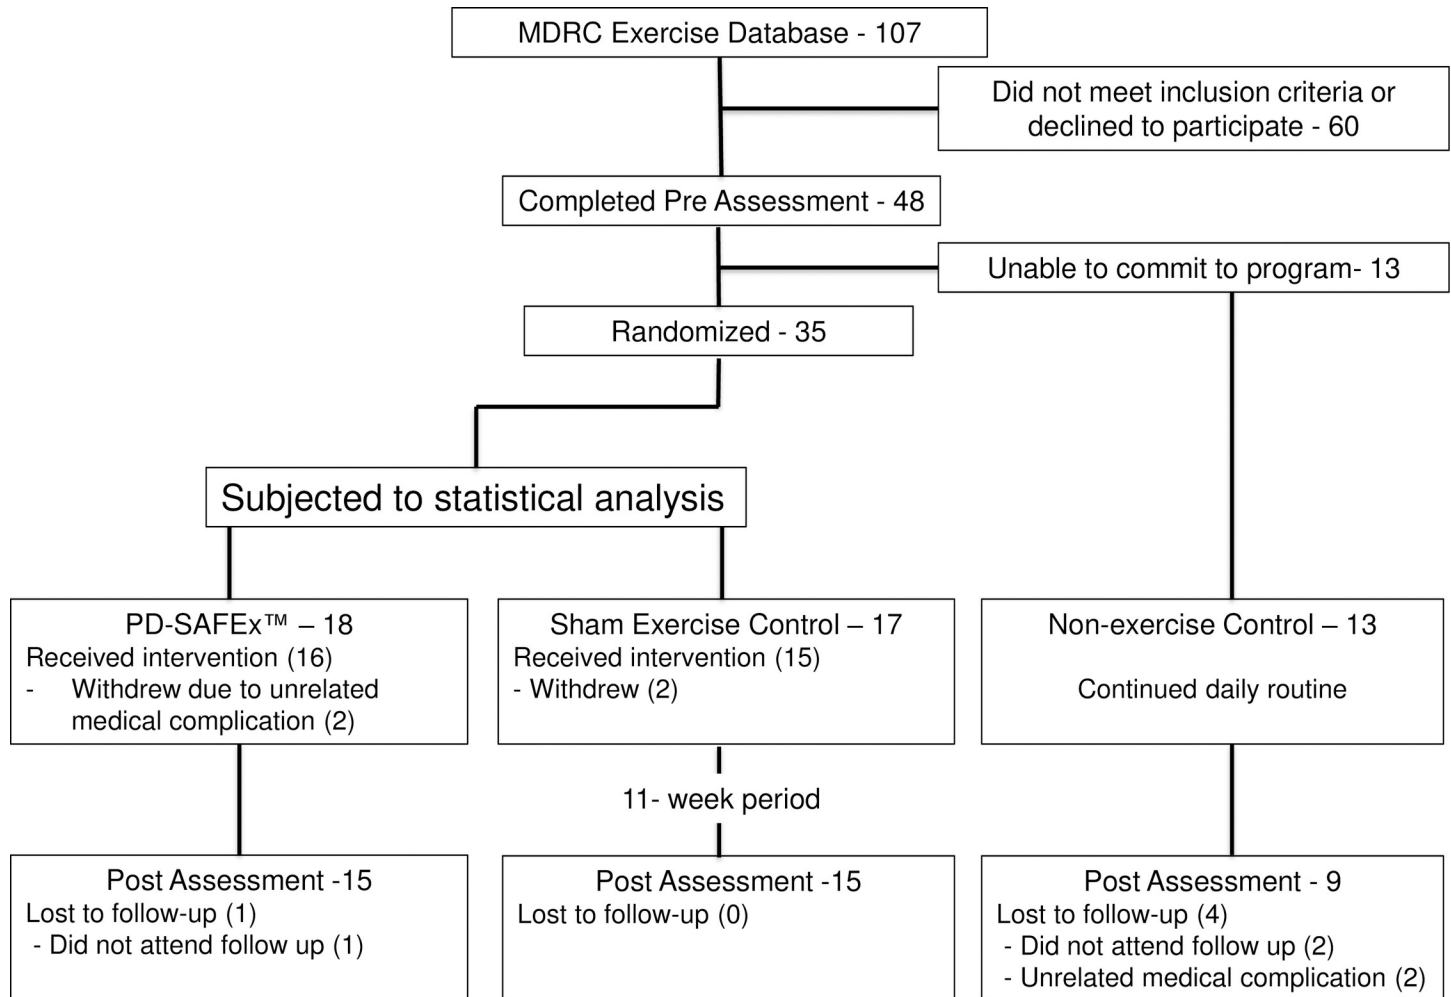 MDRC Exercise Database - 107
Did not meet inclusion criteria or
declined to participate - 60
Completed Pre Assessment - 48
Unable to commit to program- 13
Randomized - 35
Subjected to statistical analysis
PD-SAFEx™ – 18
Received intervention (16)
- Withdrew due to unrelated
medical complication (2)
Sham Exercise Control – 17
Received intervention (15)
- Withdrew (2)
Non-exercise Control – 13
Continued daily routine
11- week period
Post Assessment -15
Lost to follow-up (1)
- Did not attend follow up (1)
Post Assessment -15
Lost to follow-up (0)
Post Assessment - 9
Lost to follow-up (4)
- Did not attend follow up (2)
- Unrelated medical complication (2)